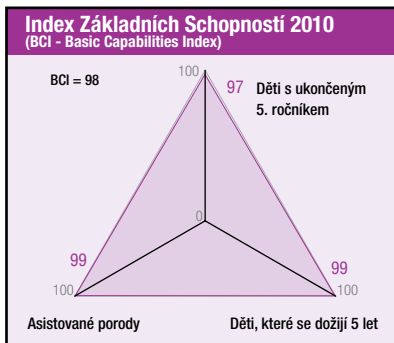 Index Základních Schopností 2010
(BCI - Basic Capabilities Index)
BCI = 98
100
97
Děti s ukončeným
5. ročníkem
0
99
99
100
100
Asistované porody
Děti, které se dožijí 5 let